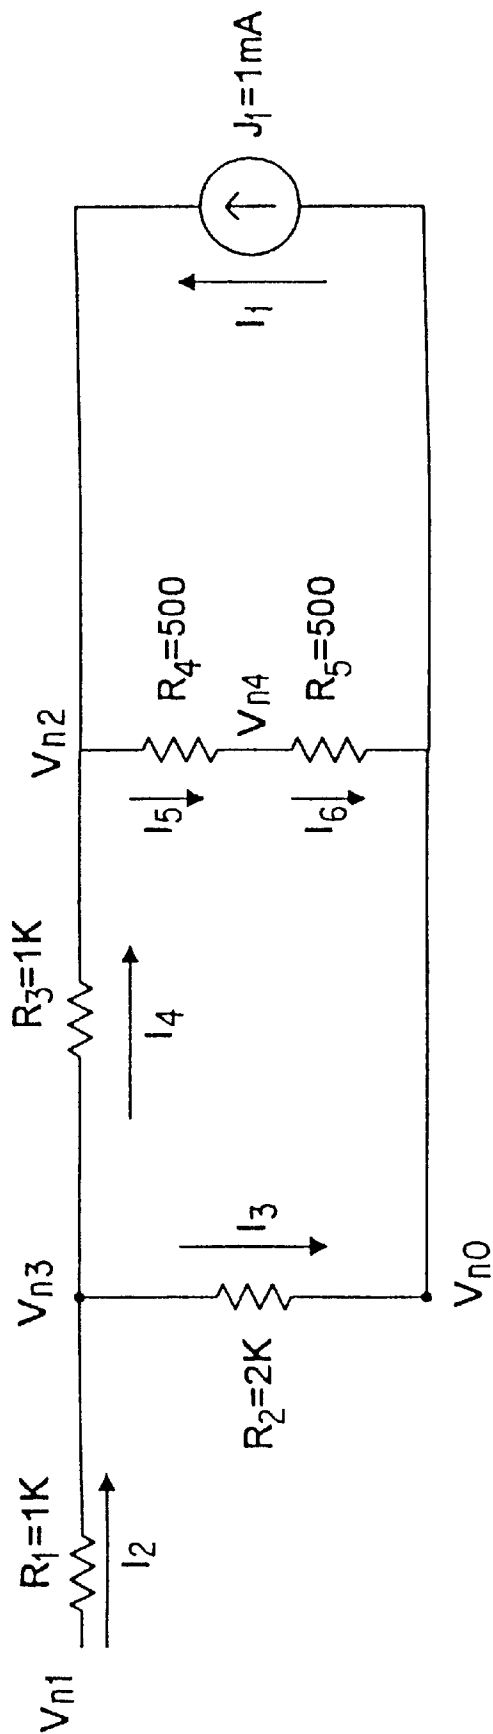 Vn1
R1=1K
I2
Vn3
R2=2K
I3
Vn0
R3=1K
I4
Vn2
R4=500
I5
Vn4
R5=500
I6
I1
J1=1mA